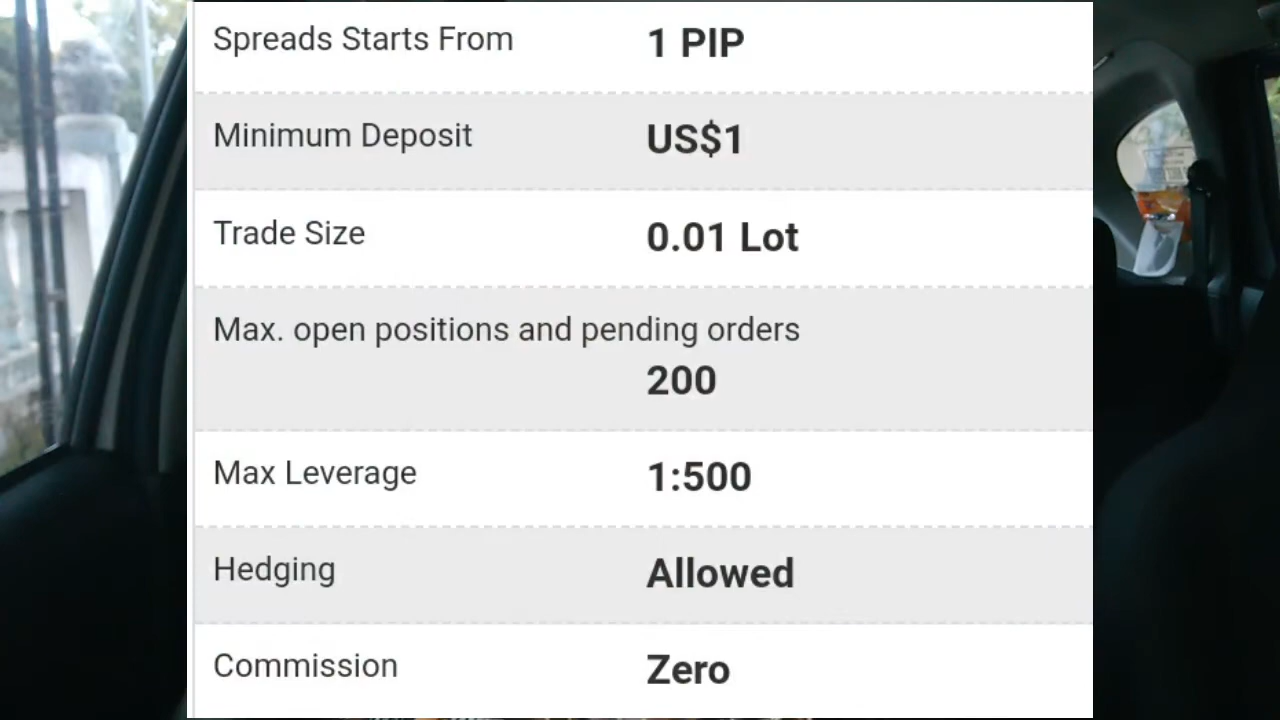 Spreads Starts From 1 PIP
Minimum Deposit US$1
Trade Size 0.01 Lot
Max. open positions and pending orders
200
Max Leverage 1:500
Hedging Allowed
Commission Zero